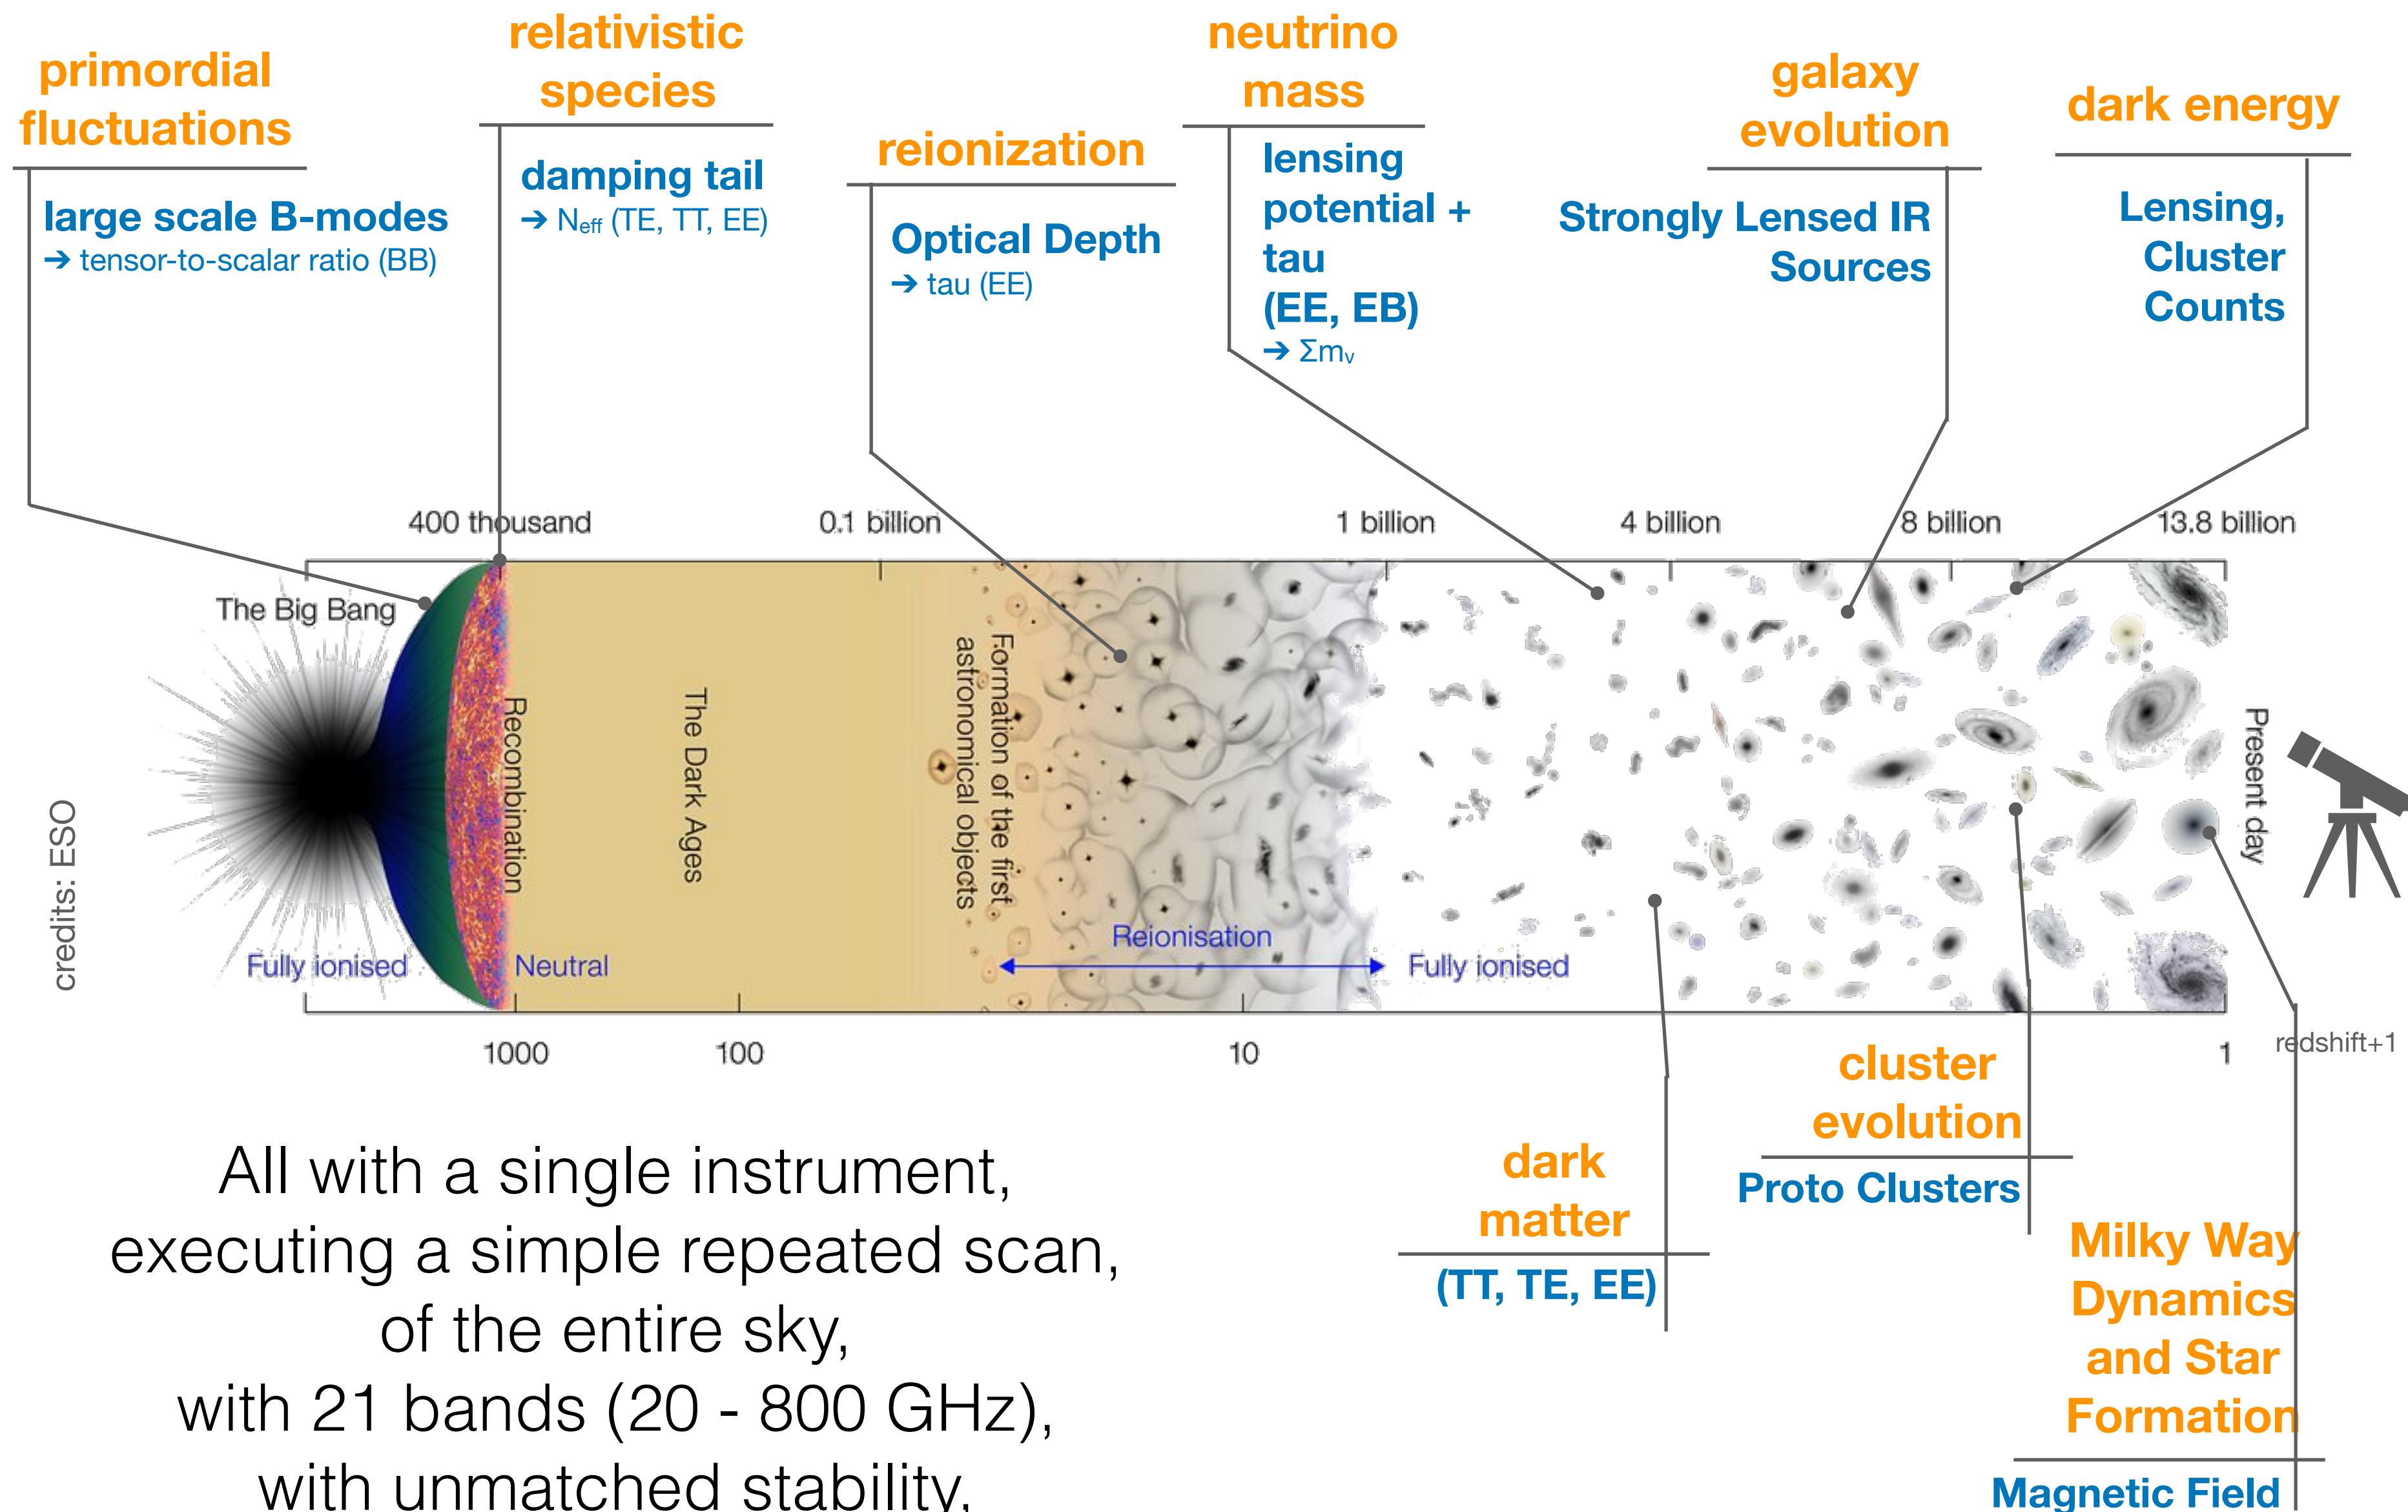 primordial
fluctuations
large scale B-modes
➔ tensor-to-scalar ratio (BB)
relativistic
species
damping tail
➔ Neff (TE, TT, EE)
reionization
Optical Depth
➔ tau (EE)
neutrino
mass
lensing
potential +
tau
(EE, EB)
➔ Σmν
galaxy
evolution
Strongly Lensed IR
Sources
dark energy
Lensing,
Cluster
Counts
400 thousand
0.1 billion
1 billion
4 billion
8 billion
13.8 billion
The Big Bang
Recombination
The Dark Ages
Formation of the first
astronomical objects
Present day
credits: ESO
Fully ionised
Neutral
Reionisation
Fully ionised
1000
100
10
1
redshift+1
All with a single instrument,
executing a simple repeated scan,
of the entire sky,
with 21 bands (20 - 800 GHz),
with unmatched stability,
dark
matter
(TT, TE, EE)
cluster
evolution
Proto Clusters
Milky Way
Dynamics
and Star
Formation
Magnetic Field